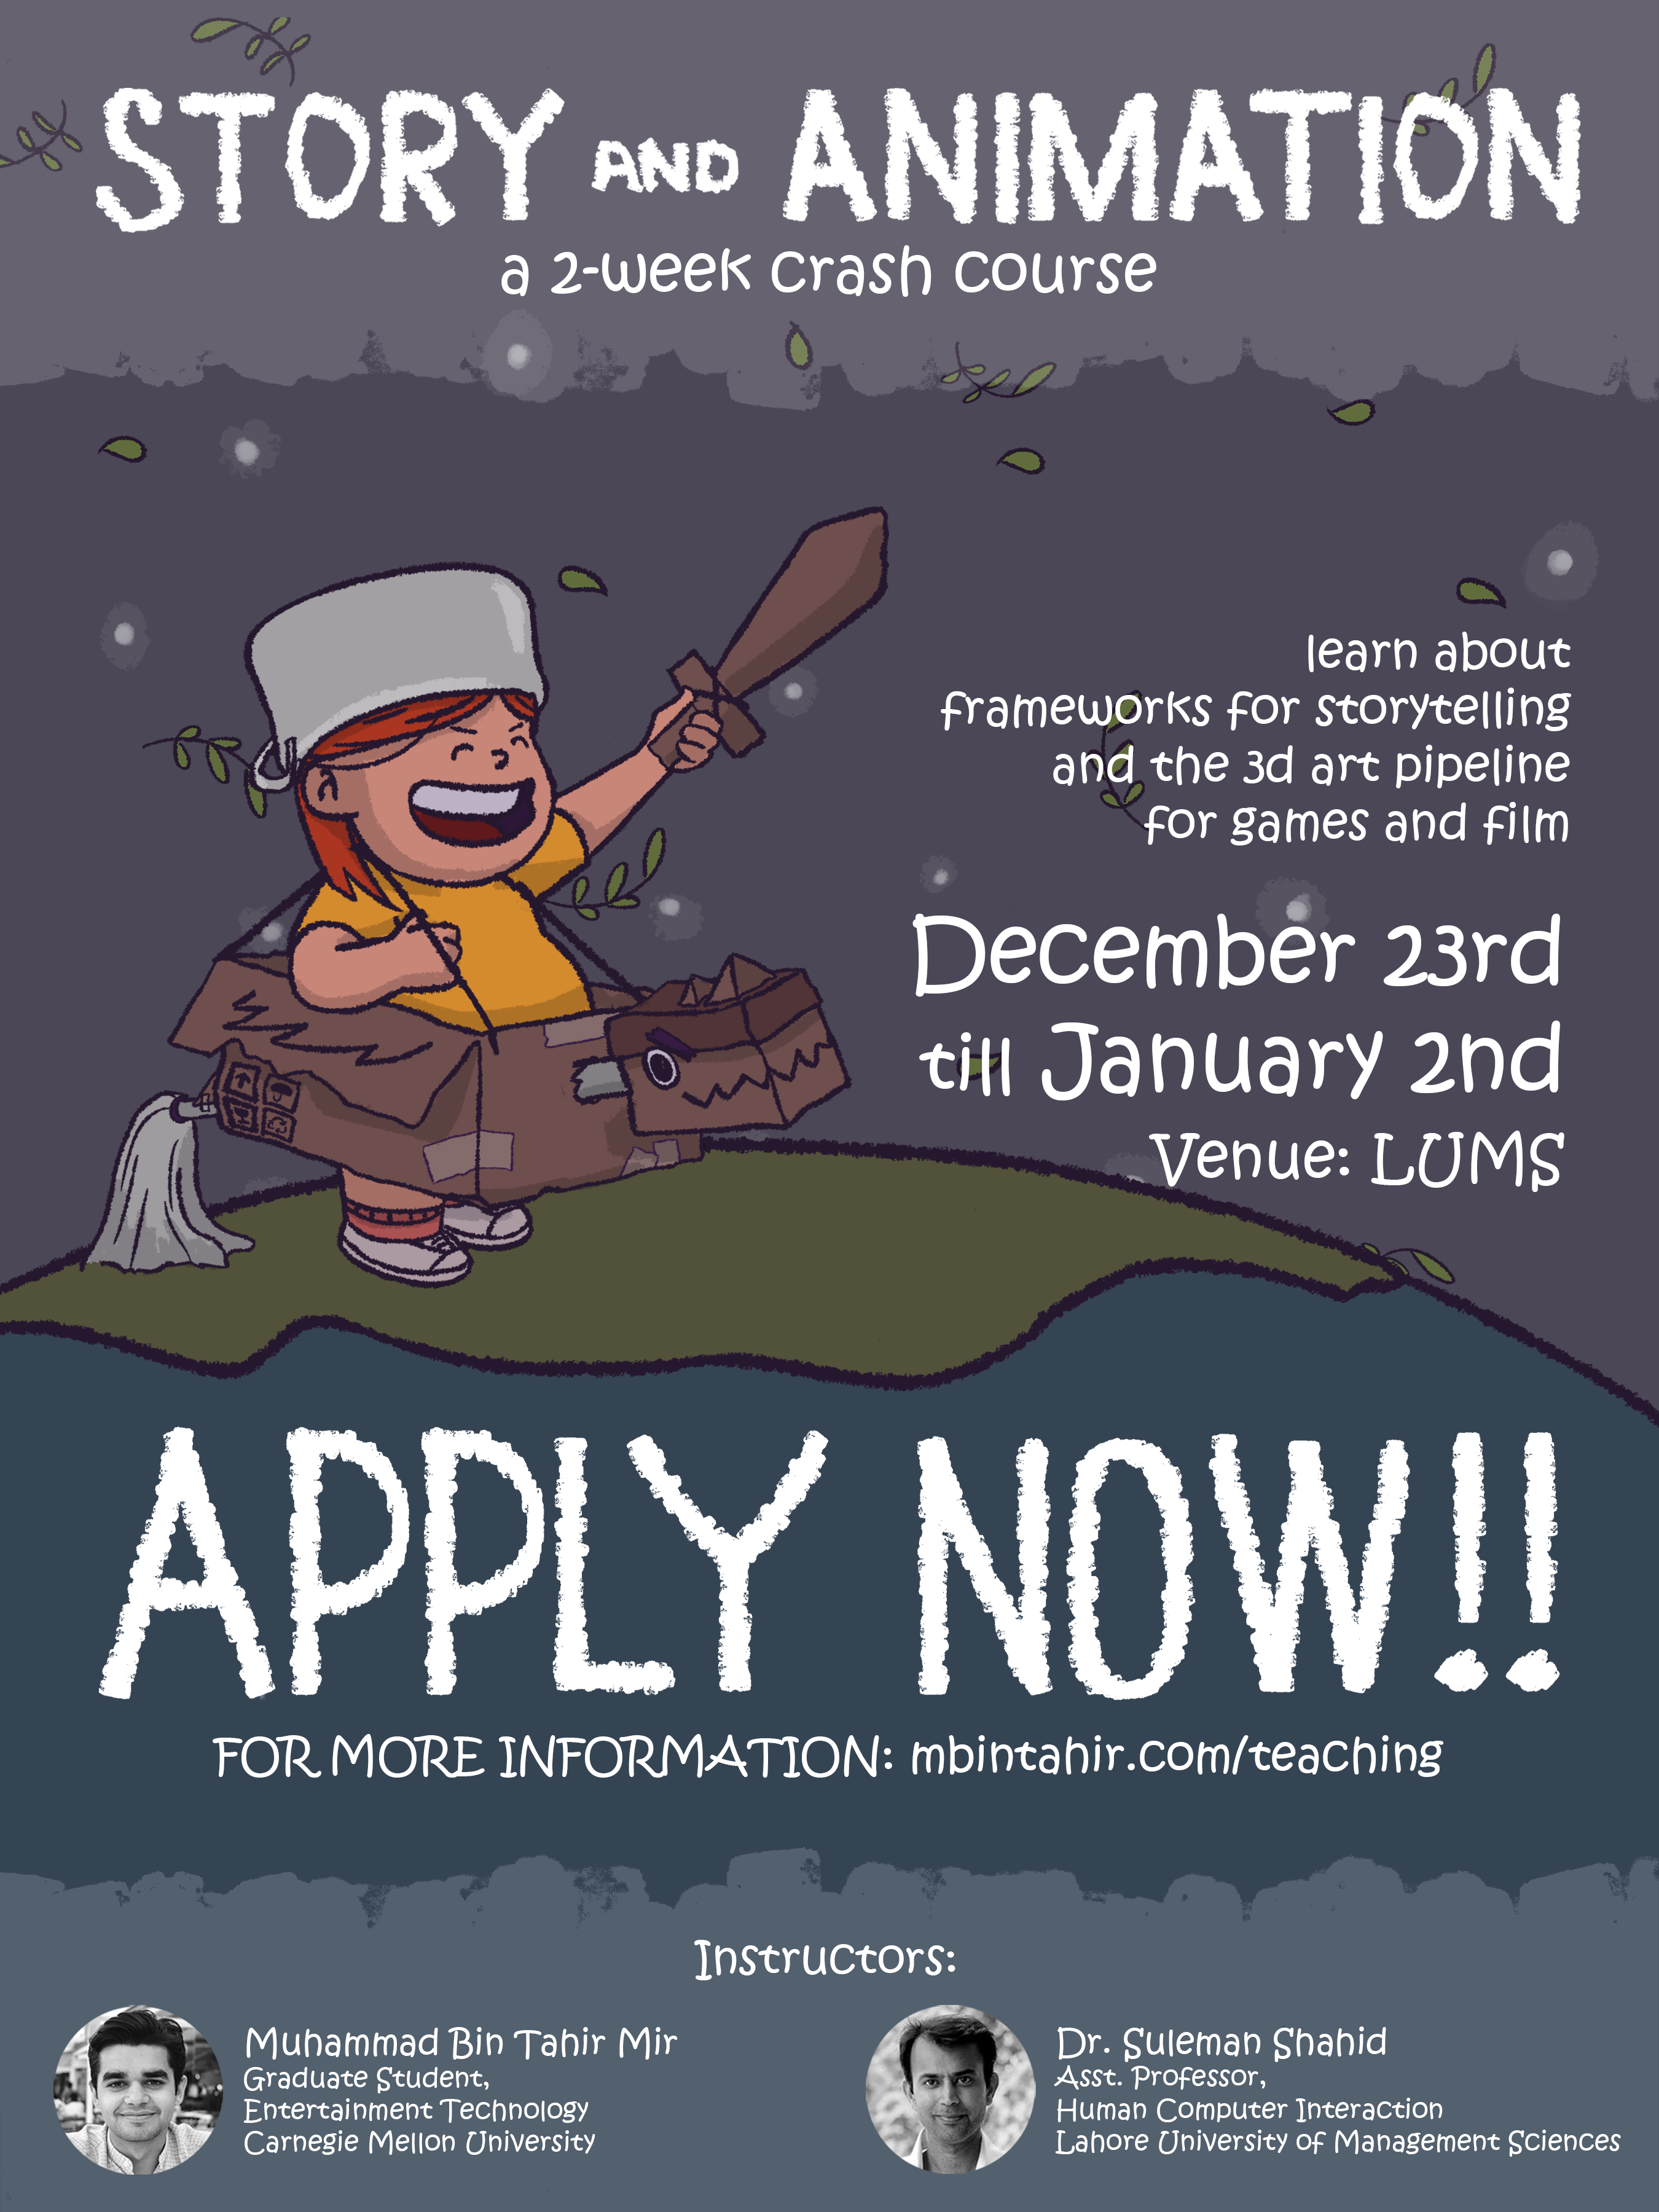 STORY AND ANIMATION
a 2-week crash course
learn about
frameworks for storytelling
and the 3d art pipeline
for games and film
December 23rd
till January 2nd
Venue: LUMS
APPLY NOW!!
FOR MORE INFORMATION: mbintahir.com/teaching
Instructors:
Muhammad Bin Tahir Mir
Graduate Student,
Entertainment Technology
Carnegie Mellon University
Dr. Suleman Shahid
Asst. Professor,
Human Computer Interaction
Lahore University of Management Sciences